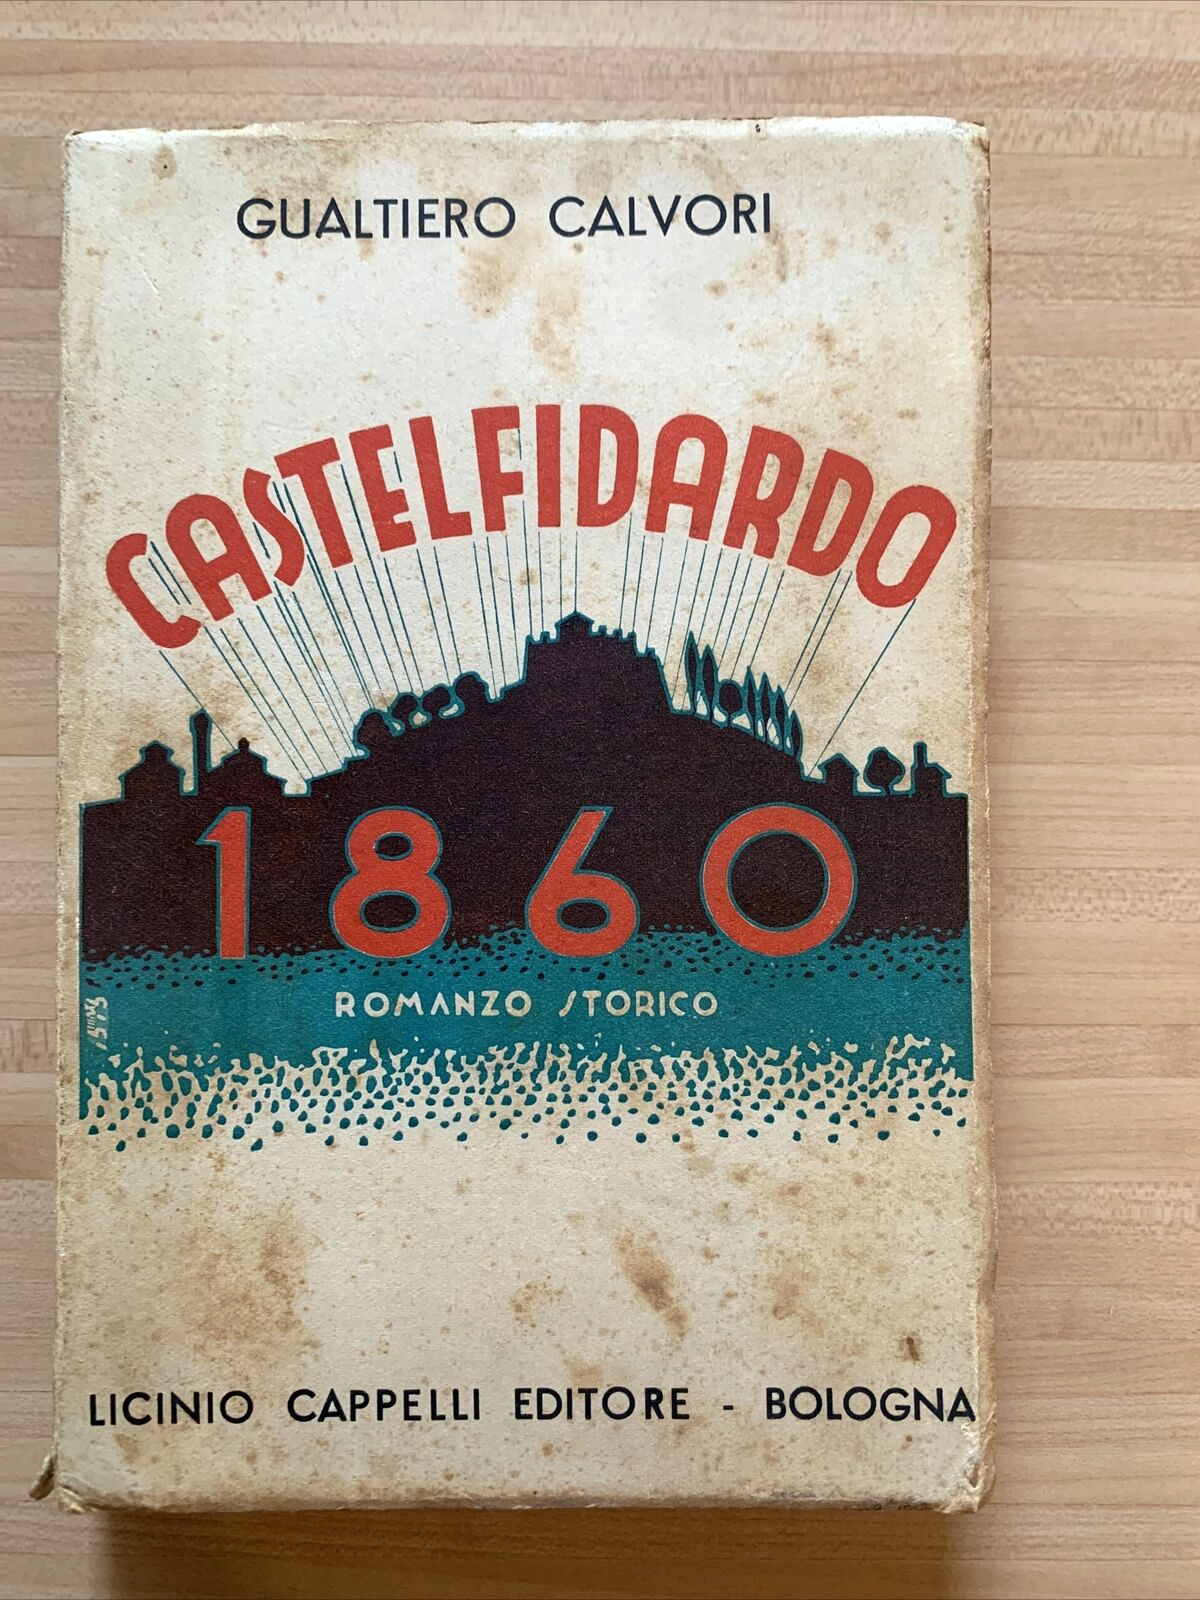 GUALTIERO CALVORI
CASTELFIDARDO
1860
ROMANZO STORICO
LICINIO CAPPELLI EDITORE - BOLOGNA